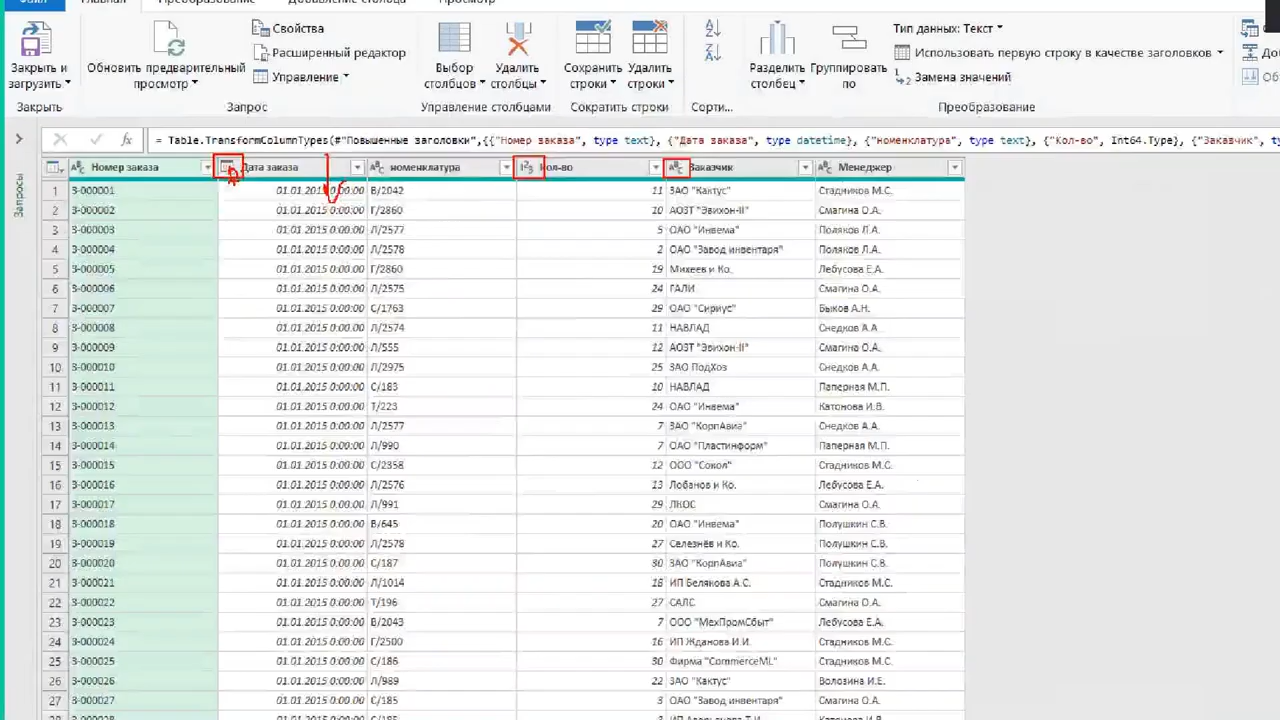 Файл Главная Преобразование Добавление столбца Просмотр
Закрыть и загрузить
Обновить предварительный просмотр
Свойства
Расширенный редактор
Управление
Выбор столбцов
Удалить столбцы
Сохранить строки
Удалить строки
Разделить столбец
Группировать по
Тип данных: Текст
Использовать первую строку в качестве заголовков
Замена значений
Закрыть Запрос Управление столбцами Сократить строки Сорти... Преобразование
= Table.TransformColumnTypes(#"Повышенные заголовки",{{"Номер заказа", type text}, {"Дата заказа", type datetime}, {"номенклатура", type text}, {"Кол-во", Int64.Type}, {"Заказчик",
Запросы
Номер заказа Дата заказа номенклатура Кол-во Заказчик Менеджер
1 З-000001 01.01.2015 0:00:00 В/2042 11 ЗАО "Кактус" Стадников М.С.
2 З-000002 01.01.2015 0:00:00 Г/2860 10 АОЗТ "Эвихон-II" Смагина О.А.
3 З-000003 01.01.2015 0:00:00 Л/2577 5 ОАО "Инвема" Поляков Л.А.
4 З-000004 01.01.2015 0:00:00 Л/2578 2 ОАО "Завод инвентаря" Поляков Л.А.
5 З-000005 01.01.2015 0:00:00 Г/2860 19 Михеев и Ко. Лебусова Е.А.
6 З-000006 01.01.2015 0:00:00 Л/2575 24 ГАЛИ Смагина О.А.
7 З-000007 01.01.2015 0:00:00 С/1763 29 ОАО "Сириус" Быков А.Н.
8 З-000008 01.01.2015 0:00:00 Л/2574 11 НАВЛАД Снедков А.А.
9 З-000009 01.01.2015 0:00:00 Л/555 12 АОЗТ "Эвихон-II" Смагина О.А.
10 З-000010 01.01.2015 0:00:00 Л/2975 25 ЗАО ПодХоз Снедков А.А.
11 З-000011 01.01.2015 0:00:00 С/183 10 НАВЛАД Паперная М.П.
12 З-000012 01.01.2015 0:00:00 Т/223 24 ОАО "Инвема" Катонова И.В.
13 З-000013 01.01.2015 0:00:00 Л/2577 7 ЗАО "КорпАвиа" Снедков А.А.
14 З-000014 01.01.2015 0:00:00 Л/990 7 ОАО "Пластинформ" Паперная М.П.
15 З-000015 01.01.2015 0:00:00 С/2358 12 ООО "Сокол" Стадников М.С.
16 З-000016 01.01.2015 0:00:00 Л/2576 13 Лобанов и Ко. Лебусова Е.А.
17 З-000017 01.01.2015 0:00:00 Л/991 29 ЛКОС Смагина О.А.
18 З-000018 01.01.2015 0:00:00 В/645 20 ОАО "Инвема" Полушкин С.В.
19 З-000019 01.01.2015 0:00:00 Л/2578 27 Селезнёв и Ко. Полушкин С.В.
20 З-000020 01.01.2015 0:00:00 С/187 30 ЗАО "КорпАвиа" Полушкин С.В.
21 З-000021 01.01.2015 0:00:00 Л/1014 18 ИП Белякова А.С. Стадников М.С.
22 З-000022 01.01.2015 0:00:00 Т/196 27 САЛС Смагина О.А.
23 З-000023 01.01.2015 0:00:00 В/2043 7 ООО "МехПромСбыт" Лебусова Е.А.
24 З-000024 01.01.2015 0:00:00 Г/2500 16 ИП Жданова И.И. Стадников М.С.
25 З-000025 01.01.2015 0:00:00 С/186 30 Фирма "CommerceML" Стадников М.С.
26 З-000026 01.01.2015 0:00:00 Л/989 22 ЗАО "Кактус" Волозина И.Е.
27 З-000027 01.01.2015 0:00:00 С/185 3 ОАО "Завод инвентаря" Смагина О.А.